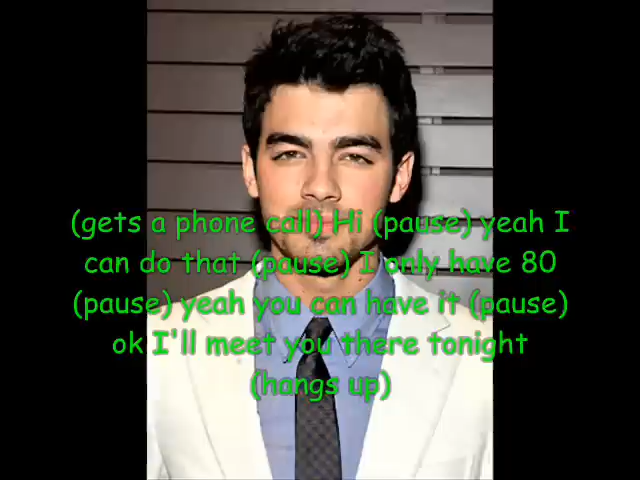 (gets a phone call) Hi (pause) yeah I
can do that (pause) I only have 80
(pause) yeah you can have it (pause)
ok I'll meet you there tonight
(hangs up)